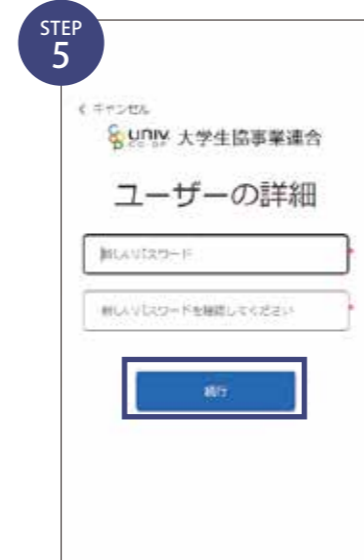 STEP
5
< キャンセル
UNIV.
CO-OP 大学生協事業連合
ユーザーの詳細
新しいパスワード *
新しいパスワードを確認してください *
続行